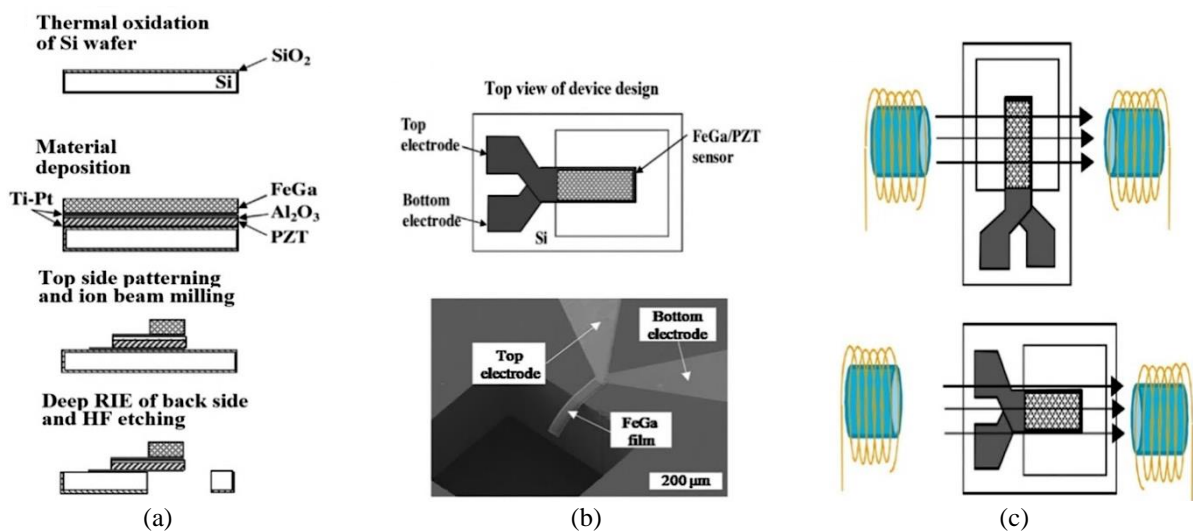 Thermal oxidation
of Si wafer
SiO₂
Si
Material
deposition
Ti-Pt
FeGa
Al₂O₃
PZT
Top side patterning
and ion beam milling
Deep RIE of back side
and HF etching
(a)
Top view of device design
Top
electrode
FeGa/PZT
sensor
Bottom
electrode
Si
Bottom
electrode
Top
electrode
FeGa
film
200 µm
(b)
(c)